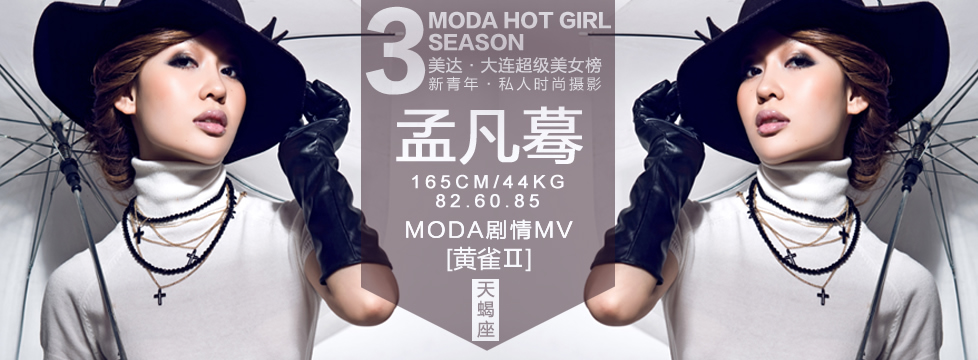 3 MODA HOT GIRL
SEASON
美达·大连超级美女榜
新青年·私人时尚摄影
孟凡蓦
165CM/44KG
82.60.85
MODA剧情MV
[黄雀Ⅱ]
天蝎座